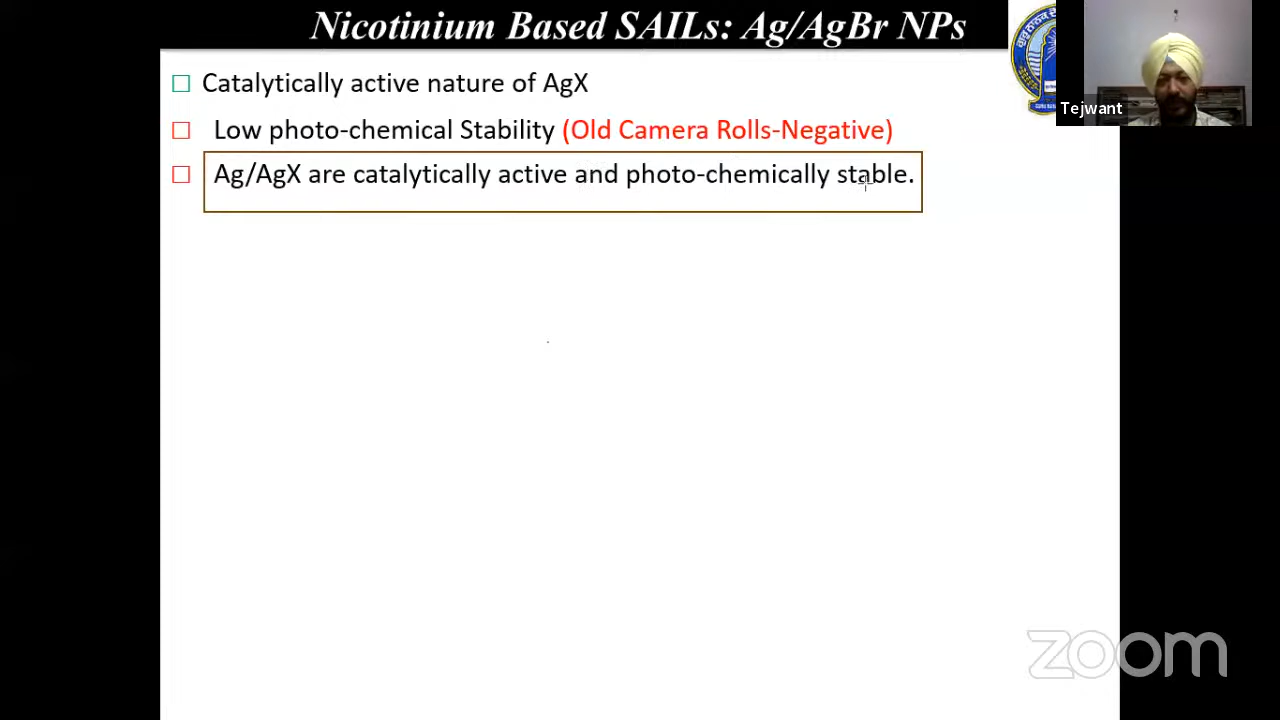 Nicotinium Based SAILs: Ag/AgBr NPs
Catalytically active nature of AgX
Low photo-chemical Stability (Old Camera Rolls-Negative)
Ag/AgX are catalytically active and photo-chemically stable.
Tejwant
zoom